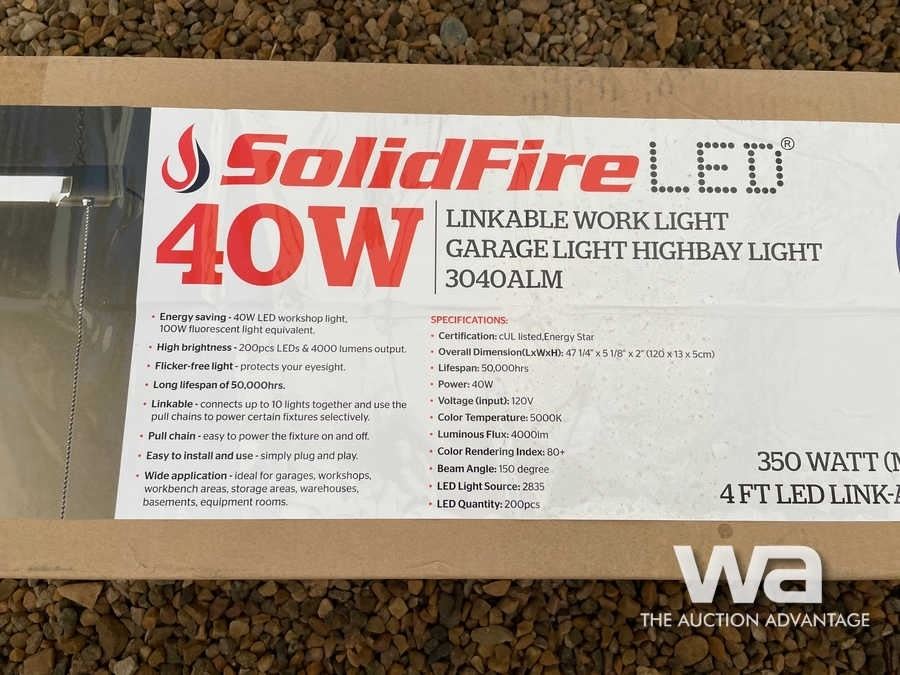 SolidFire LED®
40W
LINKABLE WORK LIGHT
GARAGE LIGHT HIGHBAY LIGHT
3040ALM
• Energy saving - 40W LED workshop light,
100W fluorescent light equivalent.
• High brightness - 200pcs LEDs & 4000 lumens output.
• Flicker-free light - protects your eyesight.
• Long lifespan of 50,000hrs.
• Linkable - connects up to 10 lights together and use the
pull chains to power certain fixtures selectively.
• Pull chain - easy to power the fixture on and off.
• Easy to install and use - simply plug and play.
• Wide application - ideal for garages, workshops,
workbench areas, storage areas, warehouses,
basements, equipment rooms.
SPECIFICATIONS:
• Certification: cUL listed,Energy Star
• Overall Dimension(LxWxH): 47 1/4" x 5 1/8" x 2" (120 x 13 x 5cm)
• Lifespan: 50,000hrs
• Power: 40W
• Voltage (input): 120V
• Color Temperature: 5000K
• Luminous Flux: 4000lm
• Color Rendering Index: 80+
• Beam Angle: 150 degree
• LED Light Source: 2835
• LED Quantity: 200pcs
350 WATT (M
4 FT LED LINK-A
wa
THE AUCTION ADVANTAGE